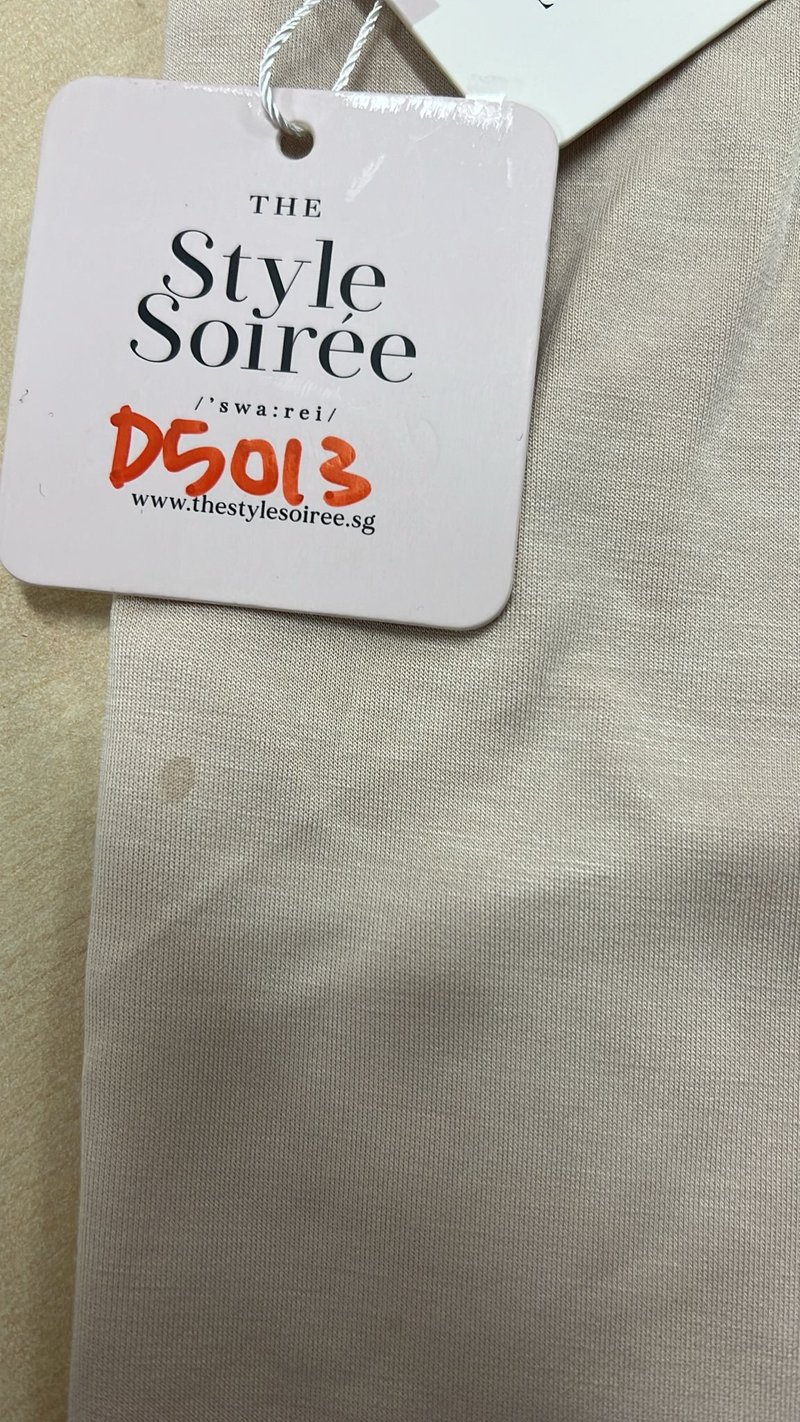 THE
Style
Soirée
/'swa:rei/
D5013
www.thestylesoiree.sg